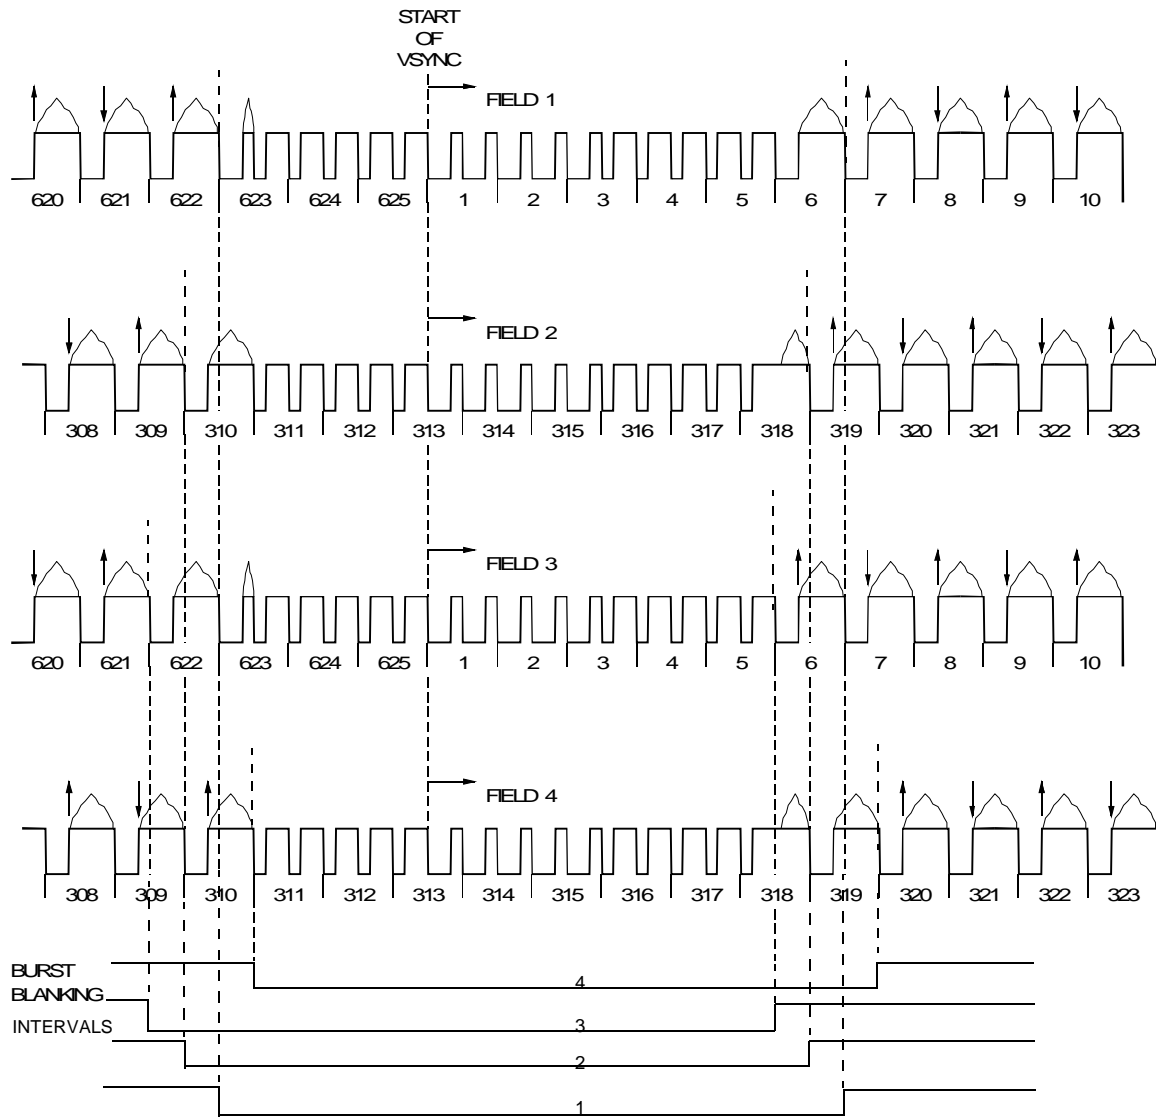 START
OF
VSYNC
FIELD 1
620 621 622 623 624 625 1 2 3 4 5 6 7 8 9 10
FIELD 2
308 309 310 311 312 313 314 315 316 317 318 319 320 321 322 323
FIELD 3
620 621 622 623 624 625 1 2 3 4 5 6 7 8 9 10
FIELD 4
308 309 310 311 312 313 314 315 316 317 318 319 320 321 322 323
BURST
BLANKING
INTERVALS
4
3
2
1